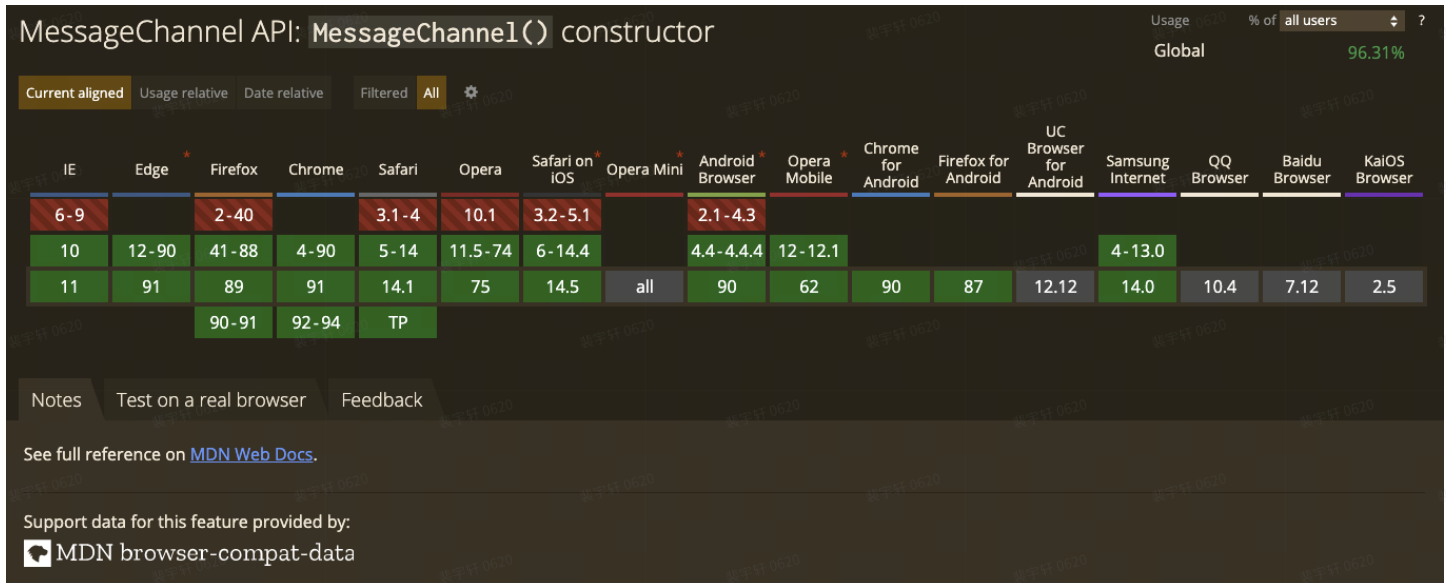 MessageChannel API: MessageChannel() constructor
Usage % of all users ?
Global 96.31%
Current aligned Usage relative Date relative Filtered All
IE Edge * Firefox Chrome Safari Opera Safari on iOS * Opera Mini * Android Browser * Opera Mobile * Chrome for Android Firefox for Android UC Browser for Android Samsung Internet QQ Browser Baidu Browser KaiOS Browser
6-9 2-40 3.1-4 10.1 3.2-5.1 2.1-4.3
10 12-90 41-88 4-90 5-14 11.5-74 6-14.4 4.4-4.4.4 12-12.1 4-13.0
11 91 89 91 14.1 75 14.5 all 90 62 90 87 12.12 14.0 10.4 7.12 2.5
90-91 92-94 TP
Notes Test on a real browser Feedback
See full reference on MDN Web Docs.
Support data for this feature provided by:
MDN browser-compat-data